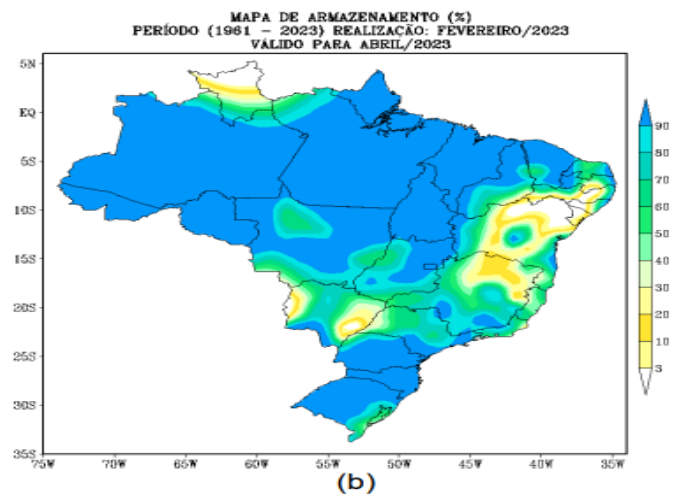 MAPA DE ARMAZENAMENTO (%)
PERÍODO (1961 – 2023) REALIZAÇÃO: FEVEREIRO/2023
VÁLIDO PARA ABRIL/2023
5N
EQ
5S
10S
15S
20S
25S
30S
35S
75W 70W 65W 60W 55W 50W 45W 40W 35W
90
80
70
60
50
40
30
20
10
3
(b)